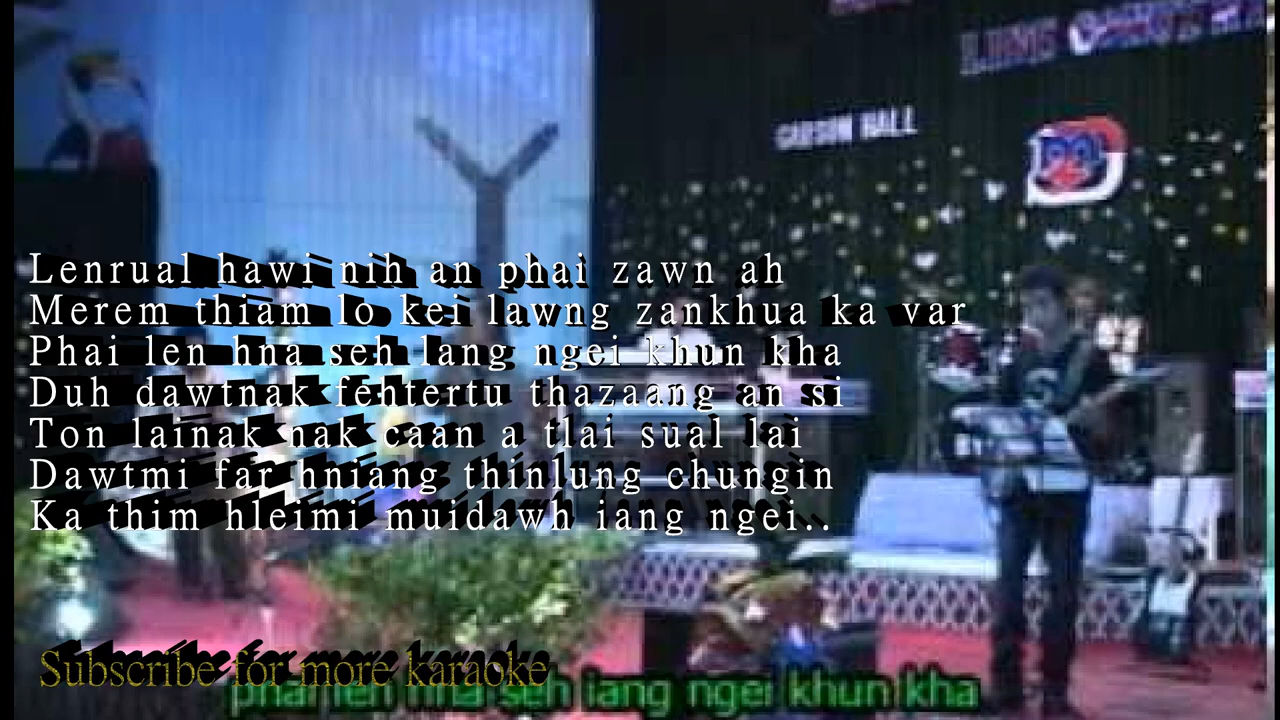 CARSON HALL
Lenrual hawi nih an phai zawn ah
Merem thiam lo kei lawng zankhua ka var
Phai len hna seh lang ngei khun kha
Duh dawtnak fehtertu thazaang an si
Ton lainak nak caan a tlai sual lai
Dawtmi far hniang thinlung chungin
Ka thim hleimi muidawh iang ngei..
Subscribe for more karaoke
phai len hna seh iang ngei khun kha